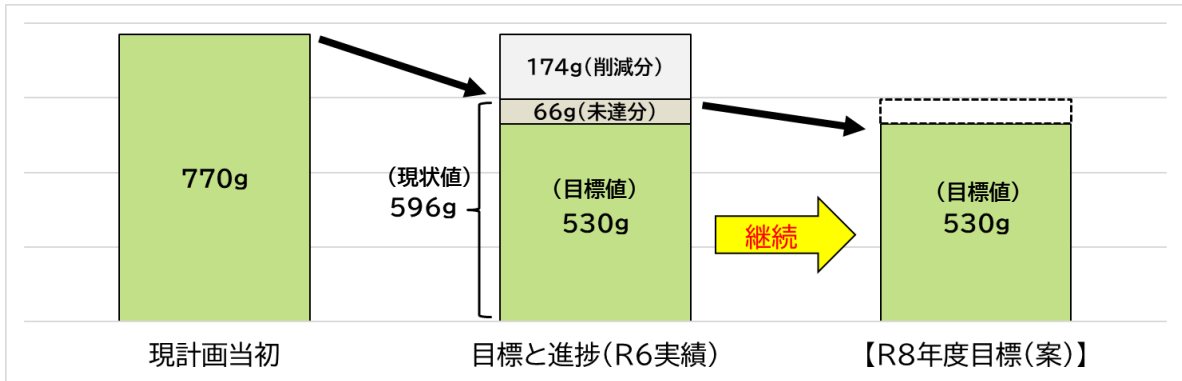 770g
174g(削減分)
66g(未達分)
(現状値)
596g
(目標値)
530g
継続
(目標値)
530g
現計画当初
目標と進捗(R6実績)
【R8年度目標(案)】